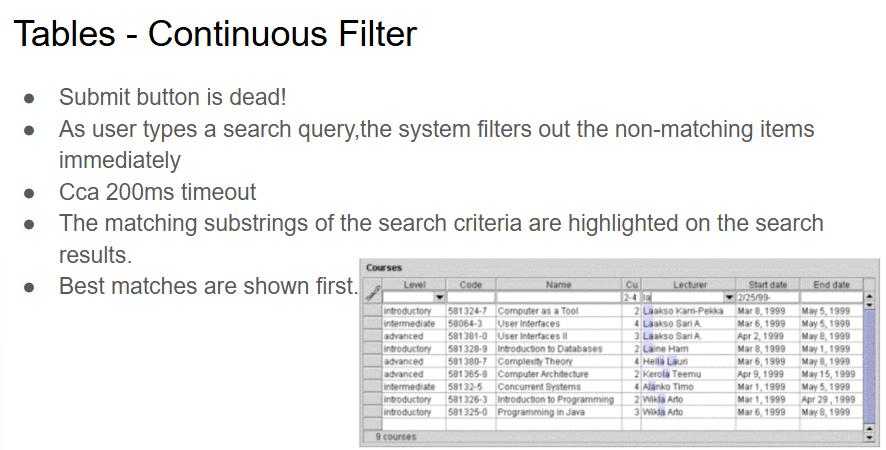 Tables - Continuous Filter
● Submit button is dead!
● As user types a search query,the system filters out the non-matching items
immediately
● Cca 200ms timeout
● The matching substrings of the search criteria are highlighted on the search
results.
● Best matches are shown first.
Courses
Level Code Name Cu Lecturer Start date End date
2-4 la 2/25/99-
introductory 581324-7 Computer as a Tool 2 Laakso Karri-Pekka Mar 8, 1999 May 5, 1999
intermediate 58064-3 User Interfaces 4 Laakso Sari A. Mar 6, 1999 May 5, 1999
advanced 581381-0 User Interfaces II 3 Laakso Sari A. Apr 2, 1999 May 8, 1999
introductory 581328-9 Introduction to Databases 2 Laine Harri Mar 8, 1999 May 1, 1999
advanced 581380-7 Complexity Theory 4 Hella Lauri Mar 6, 1999 May 8, 1999
advanced 581365-8 Computer Architecture 2 Kerola Teemu Apr 9, 1999 May 15, 1999
intermediate 58132-5 Concurrent Systems 4 Alanko Timo Mar 1, 1999 May 5, 1999
introductory 581326-3 Introduction to Programming 2 Wikla Arto Mar 1, 1999 Apr 29, 1999
introductory 581325-0 Programming in Java 3 Wikla Arto Mar 6, 1999 May 8, 1999
9 courses